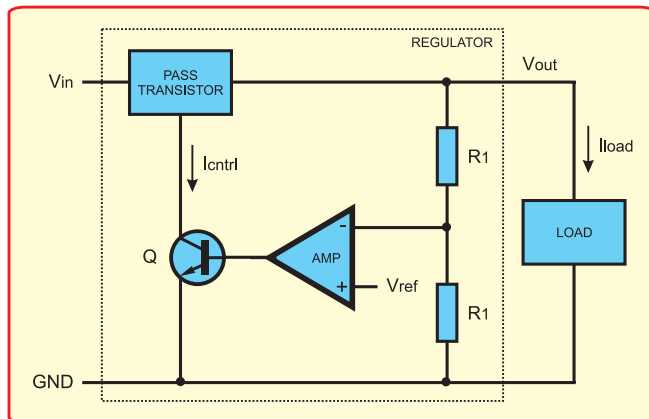 REGULATOR
Vin
PASS
TRANSISTOR
Vout
Icntrl
R1
Iload
Q
AMP
-
+
Vref
LOAD
R1
GND